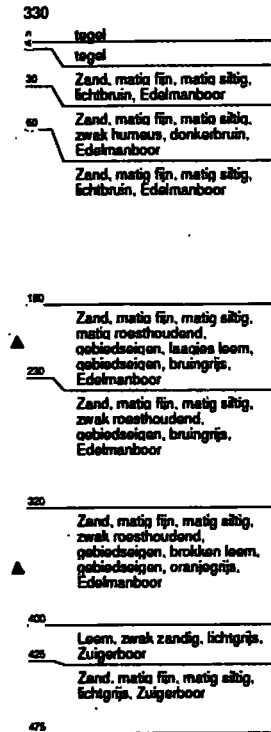 330
tegel
tegel
30
Zand, matig fijn, matig siltig,
lichtbruin, Edelmanboor
60
Zand, matig fijn, matig siltig,
zwak humeus, donkerbruin,
Edelmanboor
Zand, matig fijn, matig siltig,
lichtbruin, Edelmanboor
180
Zand, matig fijn, matig siltig,
matig roesthoudend,
gebiedseigen, laagjes leem,
gebiedseigen, bruingrijs,
Edelmanboor
230
Zand, matig fijn, matig siltig,
zwak roesthoudend,
gebiedseigen, bruingrijs,
Edelmanboor
320
Zand, matig fijn, matig siltig,
zwak roesthoudend,
gebiedseigen, brokken leem,
gebiedseigen, oranjegrijs,
Edelmanboor
400
Leem, zwak zandig, lichtgrijs,
Zuigerboor
425
Zand, matig fijn, matig siltig,
lichtgrijs, Zuigerboor
475